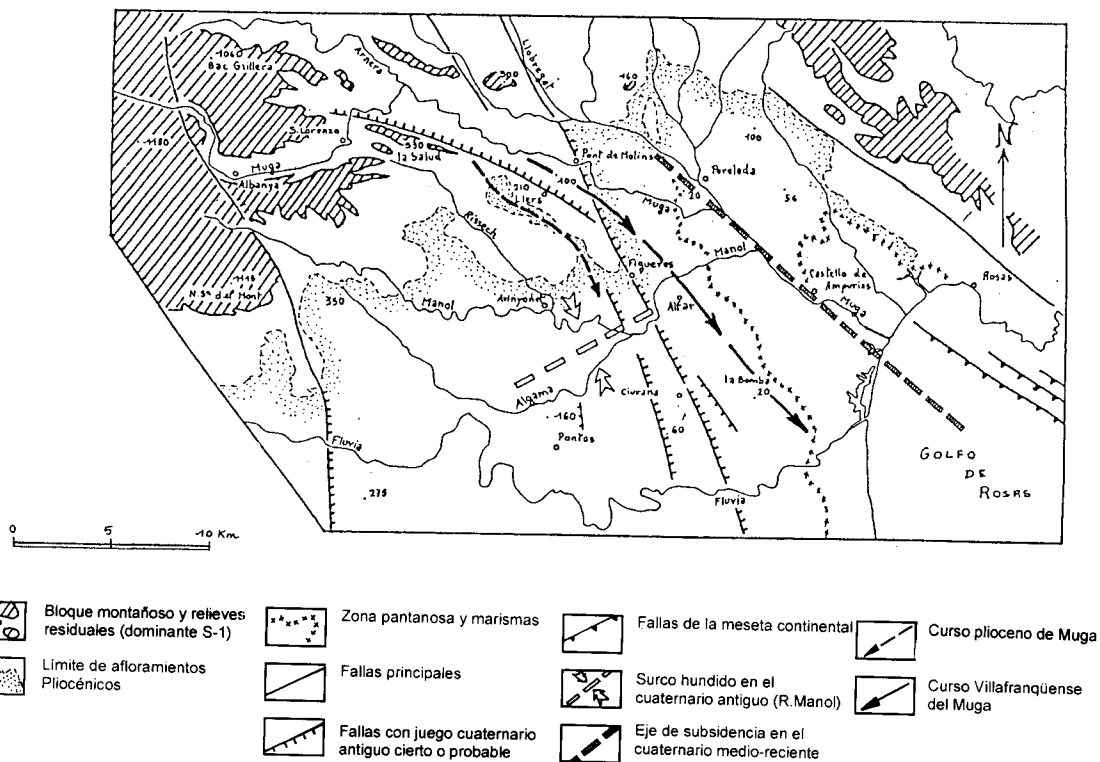 1060
Bac Grillera
Arnera
Llobregat
300
160
N
S. Lorenzo
530
la Salud
100
1180
Muga
Albanya
Pont de Molins
Perelada
210
Llers
100
20
56
Muga
Rissech
Manol
Rosas
Figueres
Castello de
Ampurias
1115
N. Sª del Mont
350
Manol
Avinyonet
Alfar
Muga
la Bomba
20
Algama
Ciurana
160
60
Pontos
Fluvia
GOLFO
DE
ROSAS
275
Fluvia
0 5 10 Km
Bloque montañoso y relieves
residuales (dominante S-1)
Límite de afloramientos
Pliocénicos
Zona pantanosa y marismas
Fallas principales
Fallas con juego cuaternario
antiguo cierto o probable
Fallas de la meseta continental
Surco hundido en el
cuaternario antiguo (R.Manol)
Eje de subsidencia en el
cuaternario medio-reciente
Curso plioceno de Muga
Curso Villafranqüense
del Muga